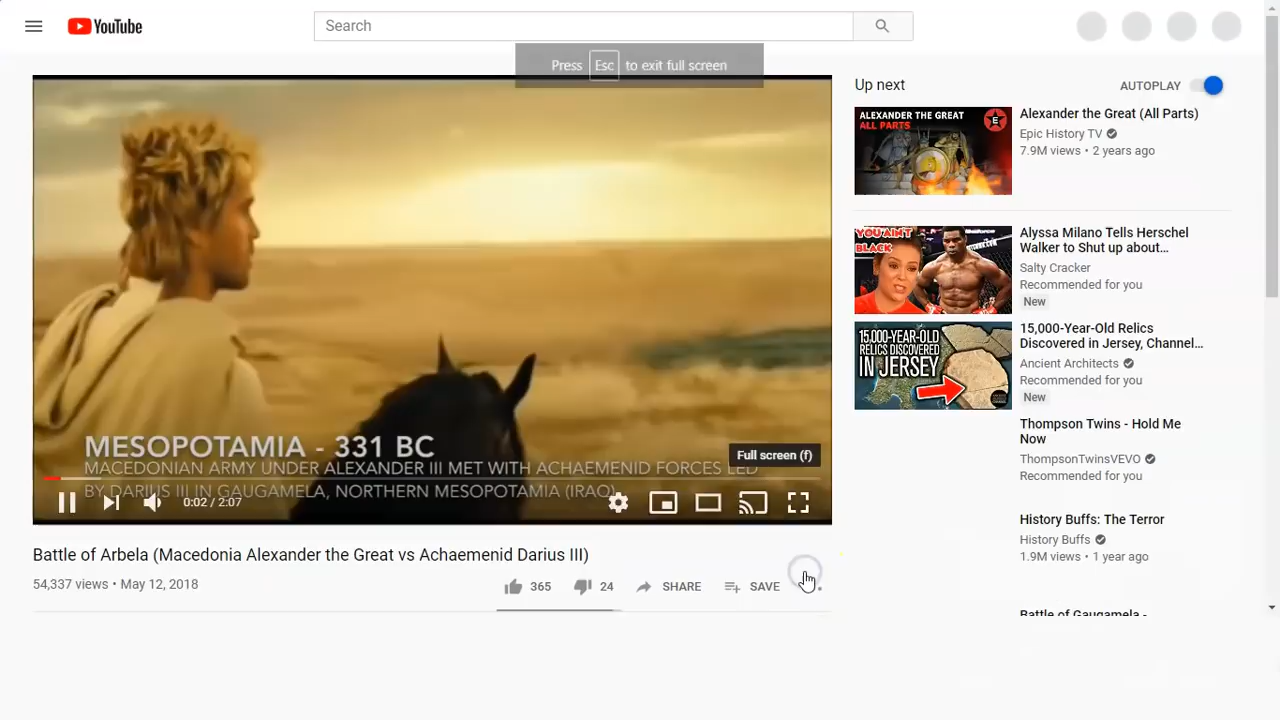 YouTube
Search
Press Esc to exit full screen
MESOPOTAMIA - 331 BC
MACEDONIAN ARMY UNDER ALEXANDER III MET WITH ACHAEMENID FORCES LED
BY DARIUS III IN GAUGAMELA, NORTHERN MESOPOTAMIA (IRAQ)
Full screen (f)
0:02 / 2:07
Battle of Arbela (Macedonia Alexander the Great vs Achaemenid Darius III)
54,337 views • May 12, 2018
365
24
SHARE
SAVE
Up next
AUTOPLAY
ALEXANDER THE GREAT
ALL PARTS
E
Alexander the Great (All Parts)
Epic History TV
7.9M views • 2 years ago
YOU AIN'T
BLACK
Alyssa Milano Tells Herschel
Walker to Shut up about...
Salty Cracker
Recommended for you
New
15,000-YEAR-OLD
RELICS DISCOVERED
IN JERSEY
15,000-Year-Old Relics
Discovered in Jersey, Channel...
Ancient Architects
Recommended for you
New
Thompson Twins - Hold Me
Now
ThompsonTwinsVEVO
Recommended for you
History Buffs: The Terror
History Buffs
1.9M views • 1 year ago
Battle of Gaugamela -